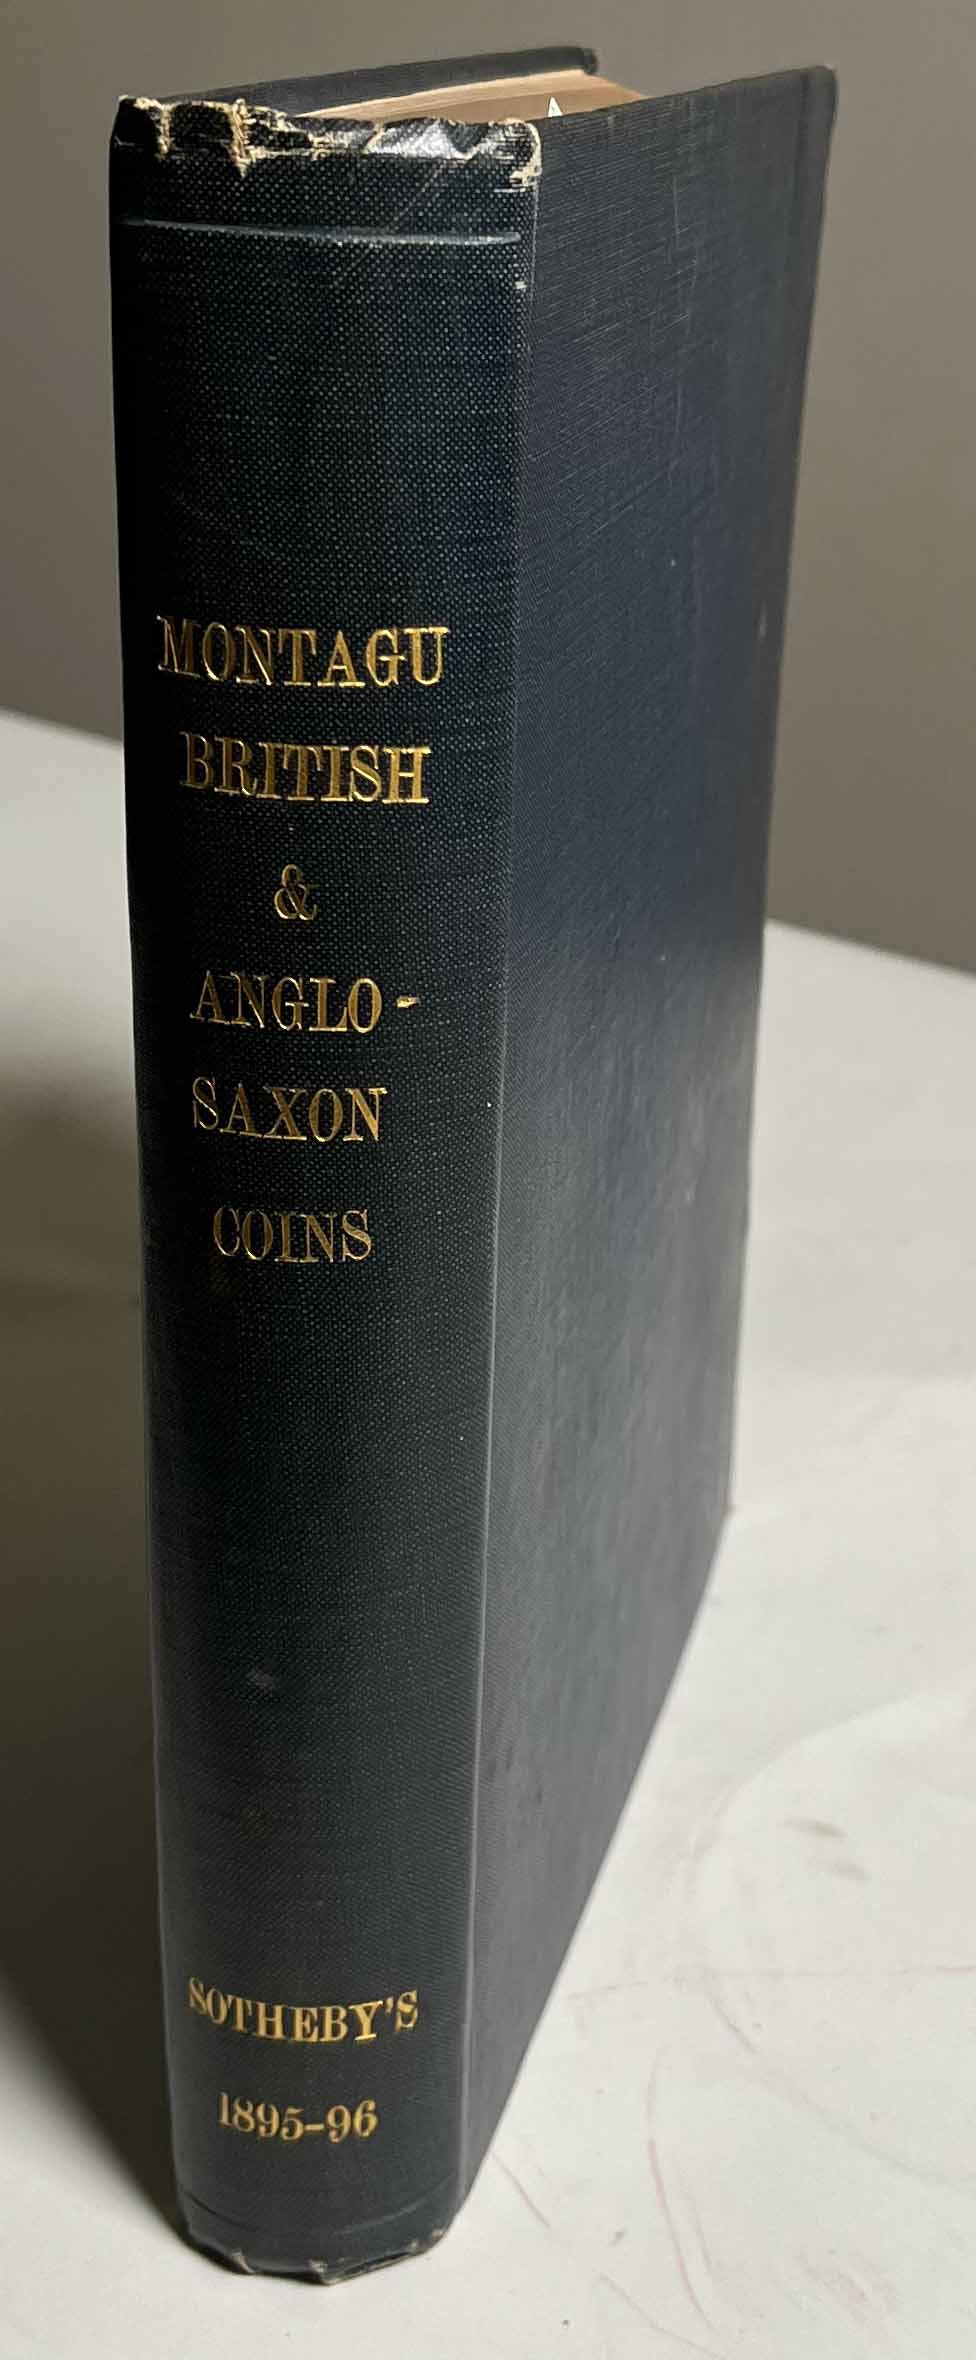 MONTAGU
BRITISH
&
ANGLO-
SAXON
COINS
SOTHEBY'S
1895-96